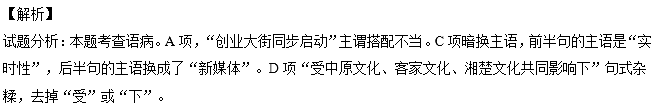 【解析】
试题分析：本题考查语病。A 项，“创业大街同步启动”主谓搭配不当。C 项暗换主语，前半句的主语是“实
时性”，后半句的主语换成了“新媒体”。D 项“受中原文化、客家文化、湘楚文化共同影响下”句式杂
糅，去掉“受”或“下”。